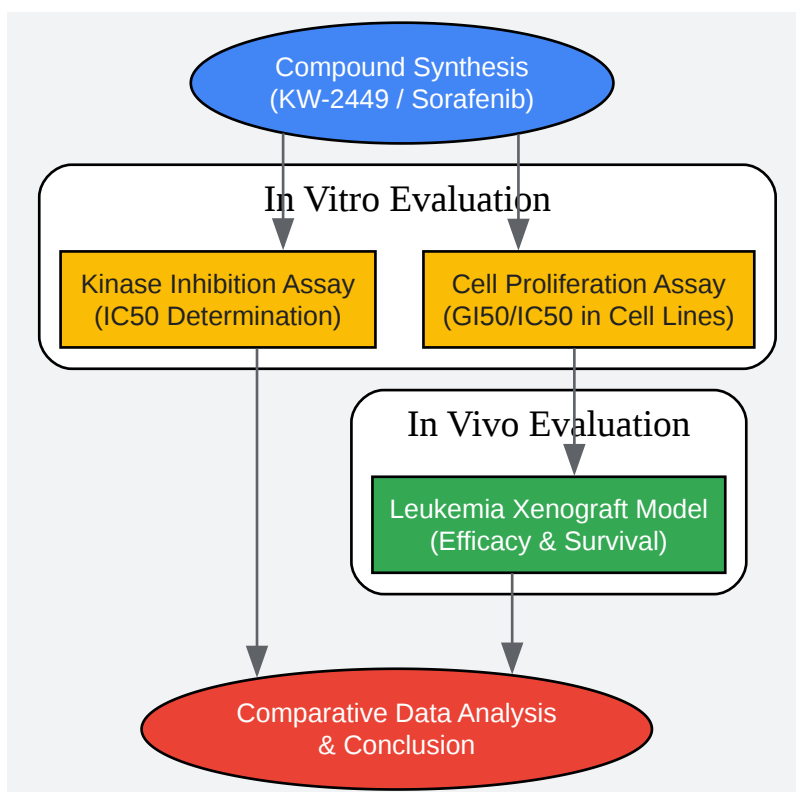 Compound Synthesis
(KW-2449 / Sorafenib)
In Vitro Evaluation
Kinase Inhibition Assay
(IC50 Determination)
Cell Proliferation Assay
(GI50/IC50 in Cell Lines)
In Vivo Evaluation
Leukemia Xenograft Model
(Efficacy & Survival)
Comparative Data Analysis
& Conclusion